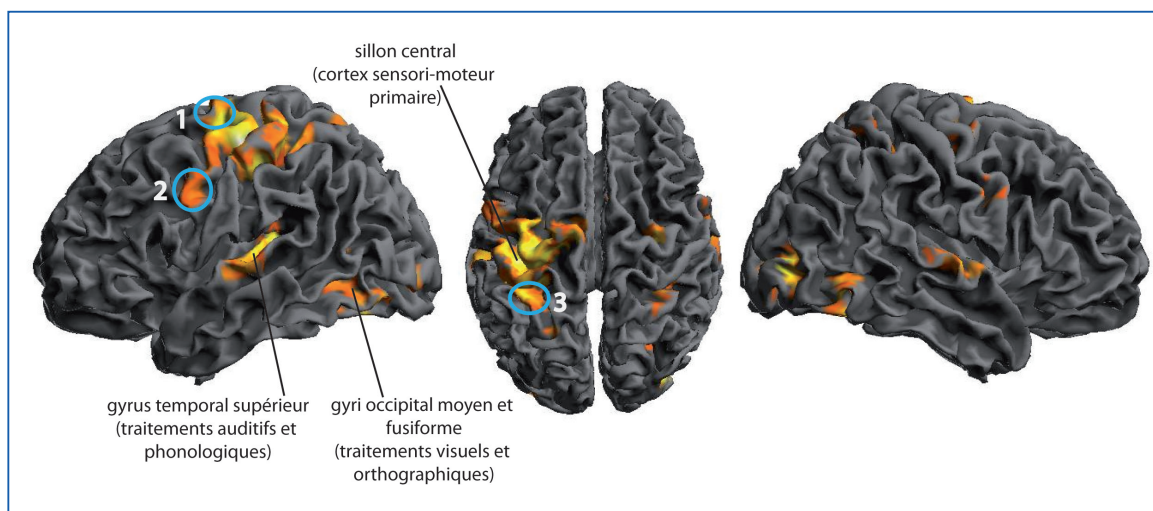 sillon central
(cortex sensori-moteur
primaire)
1
2
3
gyrus temporal supérieur
(traitements auditifs et
phonologiques)
gyri occipital moyen et
fusiforme
(traitements visuels et
orthographiques)